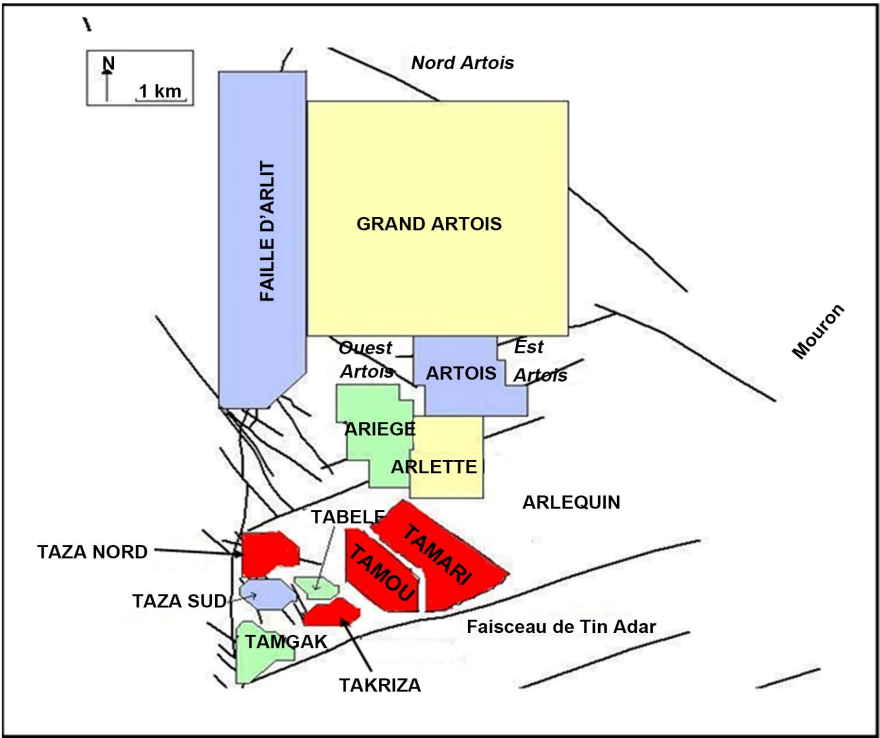 Nord Artois
N
1 km
FAILLE D'ARLIT
GRAND ARTOIS
Mouron
Ouest
Artois
Est
Artois
ARTOIS
ARIEGE
ARLETTE
ARLEQUIN
TABELE
TAZA NORD
TAMOU
TAMARI
TAZA SUD
Faisceau de Tin Adar
TAMGAK
TAKRIZA